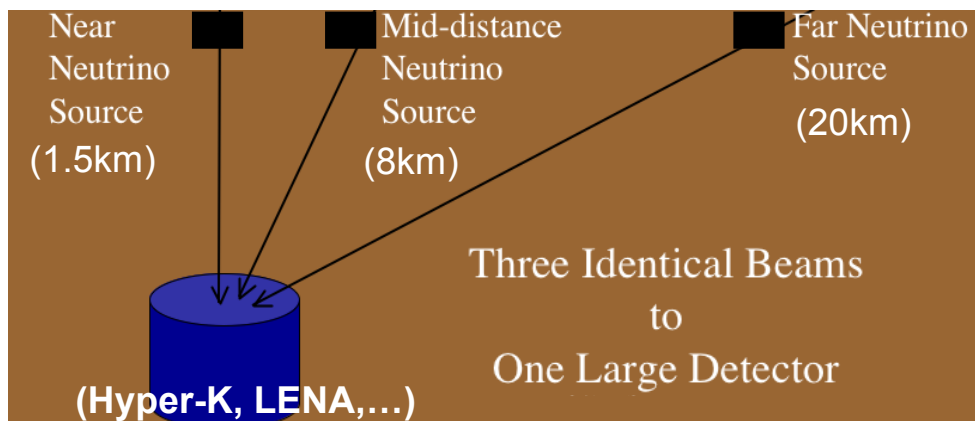 Near
Neutrino
Source
(1.5km)
Mid-distance
Neutrino
Source
(8km)
Far Neutrino
Source
(20km)
Three Identical Beams
to
One Large Detector
(Hyper-K, LENA,…)